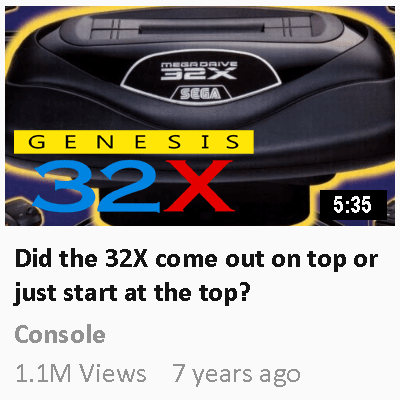 MEGA DRIVE
32X
SEGA
GENESIS
32X
5:35
Did the 32X come out on top or
just start at the top?
Console
1.1M Views 7 years ago